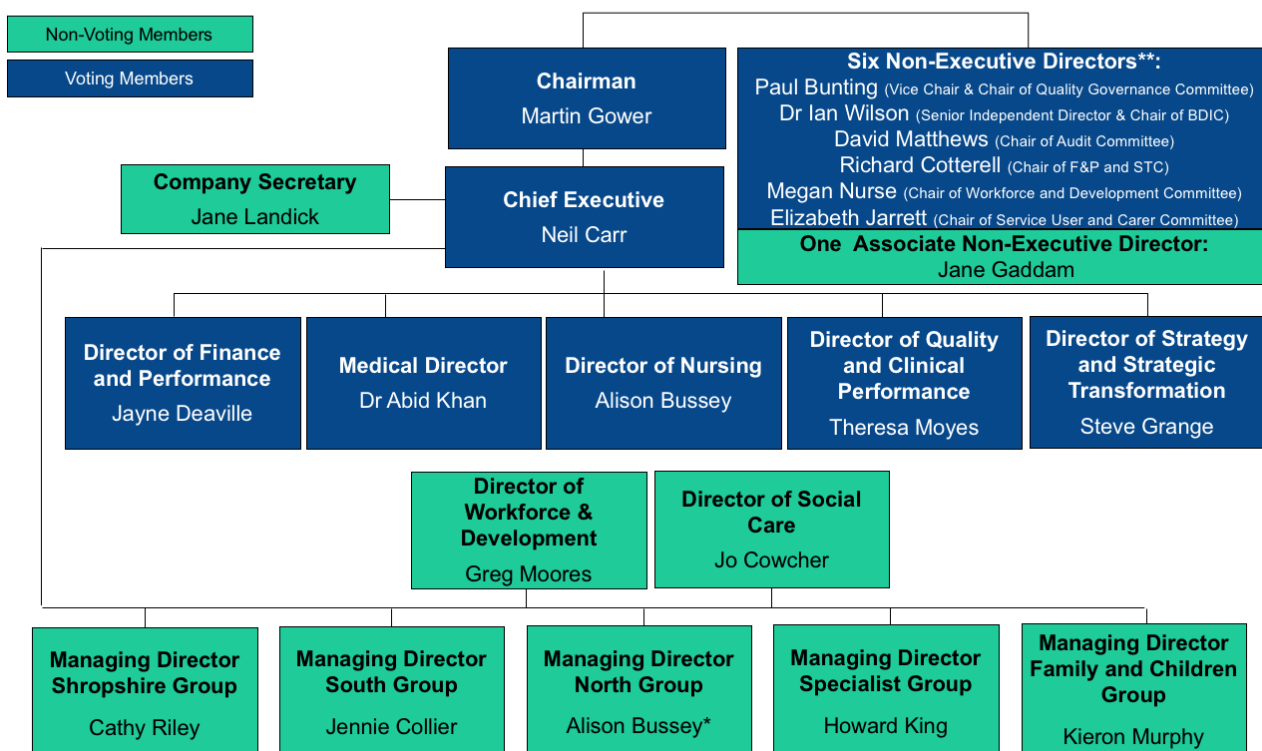 Non-Voting Members
Voting Members
Chairman
Martin Gower
Six Non-Executive Directors**:
Paul Bunting (Vice Chair & Chair of Quality Governance Committee)
Dr Ian Wilson (Senior Independent Director & Chair of BDIC)
David Matthews (Chair of Audit Committee)
Richard Cotterell (Chair of F&P and STC)
Megan Nurse (Chair of Workforce and Development Committee)
Elizabeth Jarrett (Chair of Service User and Carer Committee)
One Associate Non-Executive Director:
Jane Gaddam
Company Secretary
Jane Landick
Chief Executive
Neil Carr
Director of Finance
and Performance
Jayne Deaville
Medical Director
Dr Abid Khan
Director of Nursing
Alison Bussey
Director of Quality
and Clinical
Performance
Theresa Moyes
Director of Strategy
and Strategic
Transformation
Steve Grange
Director of
Workforce &
Development
Greg Moores
Director of Social
Care
Jo Cowcher
Managing Director
Shropshire Group
Cathy Riley
Managing Director
South Group
Jennie Collier
Managing Director
North Group
Alison Bussey*
Managing Director
Specialist Group
Howard King
Managing Director
Family and Children
Group
Kieron Murphy